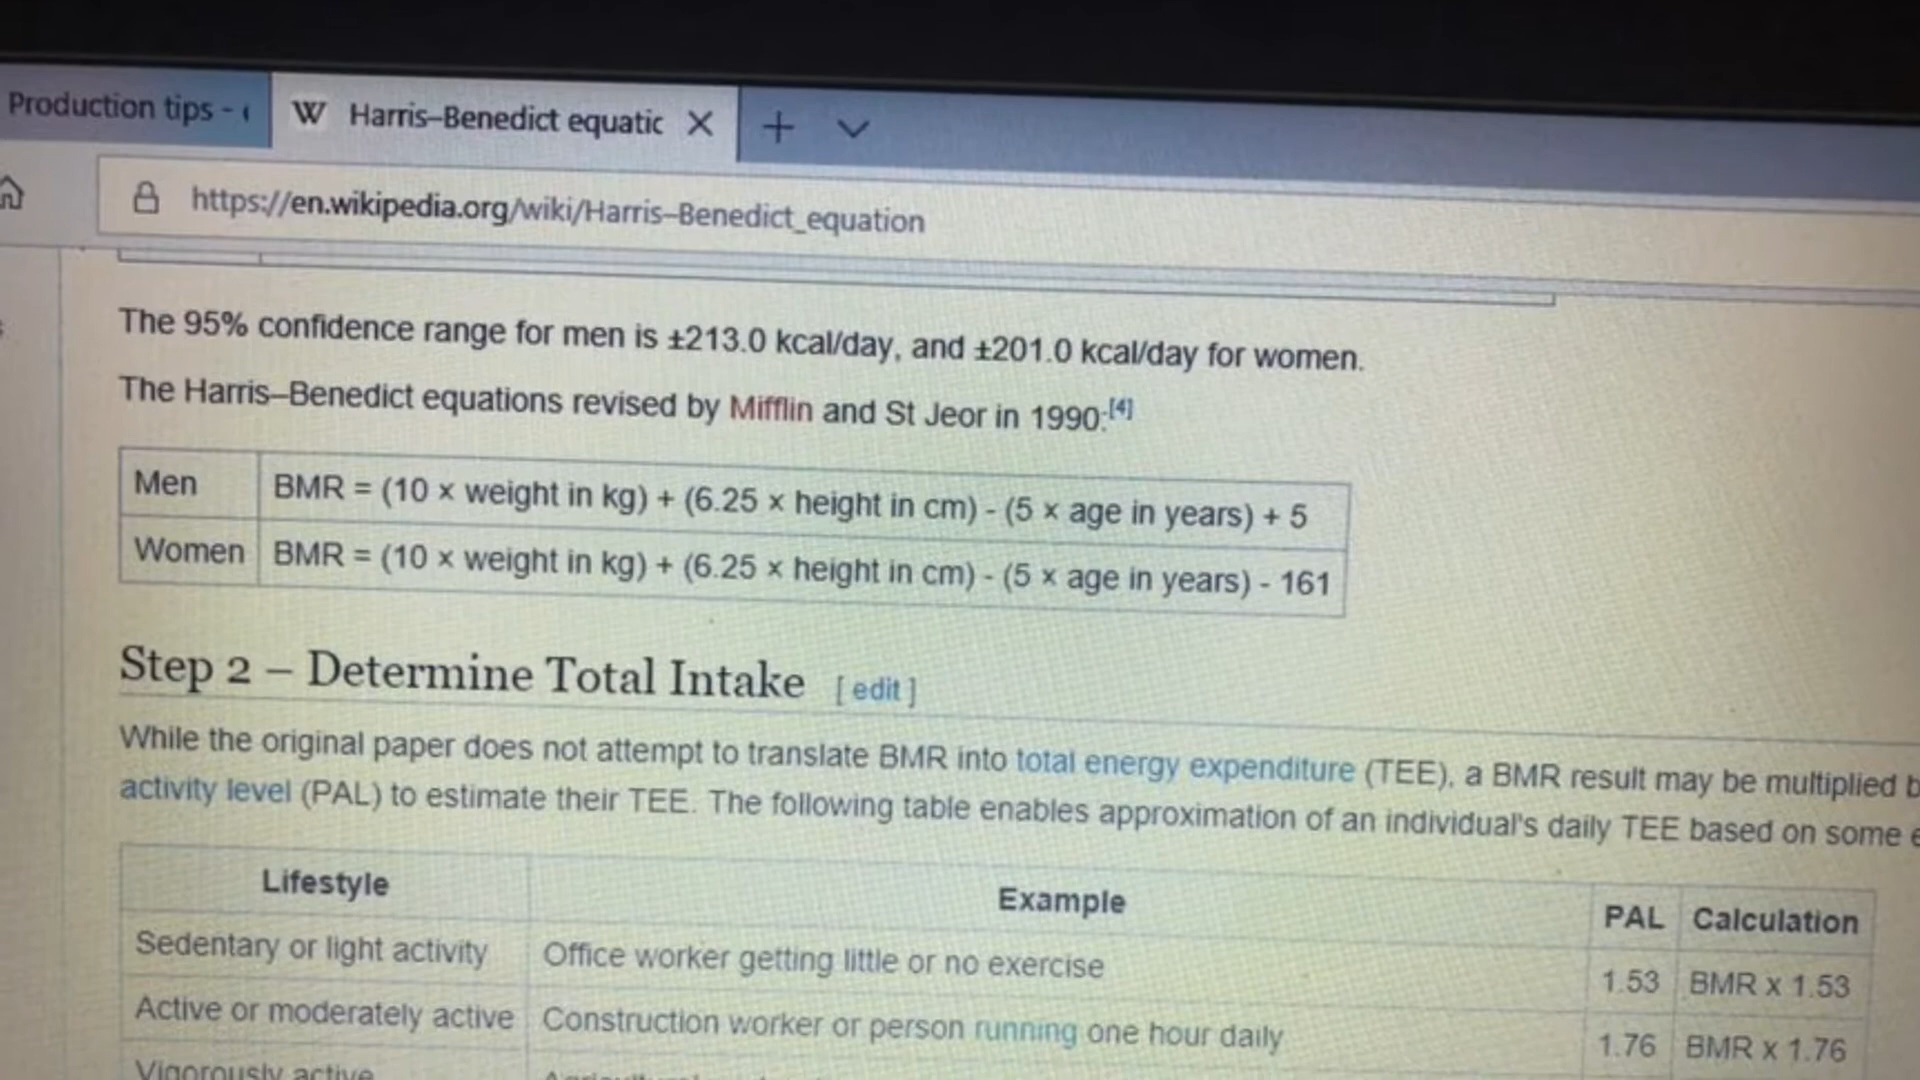 Production tips -
W Harris–Benedict equatic
https://en.wikipedia.org/wiki/Harris–Benedict_equation
The 95% confidence range for men is ±213.0 kcal/day, and ±201.0 kcal/day for women.
The Harris–Benedict equations revised by Mifflin and St Jeor in 1990:[4]
Men BMR = (10 × weight in kg) + (6.25 × height in cm) - (5 × age in years) + 5
Women BMR = (10 × weight in kg) + (6.25 × height in cm) - (5 × age in years) - 161
Step 2 – Determine Total Intake [ edit ]
While the original paper does not attempt to translate BMR into total energy expenditure (TEE), a BMR result may be multiplied b
activity level (PAL) to estimate their TEE. The following table enables approximation of an individual's daily TEE based on some e
Lifestyle Example PAL Calculation
Sedentary or light activity Office worker getting little or no exercise 1.53 BMR x 1.53
Active or moderately active Construction worker or person running one hour daily 1.76 BMR x 1.76
Vigorously active